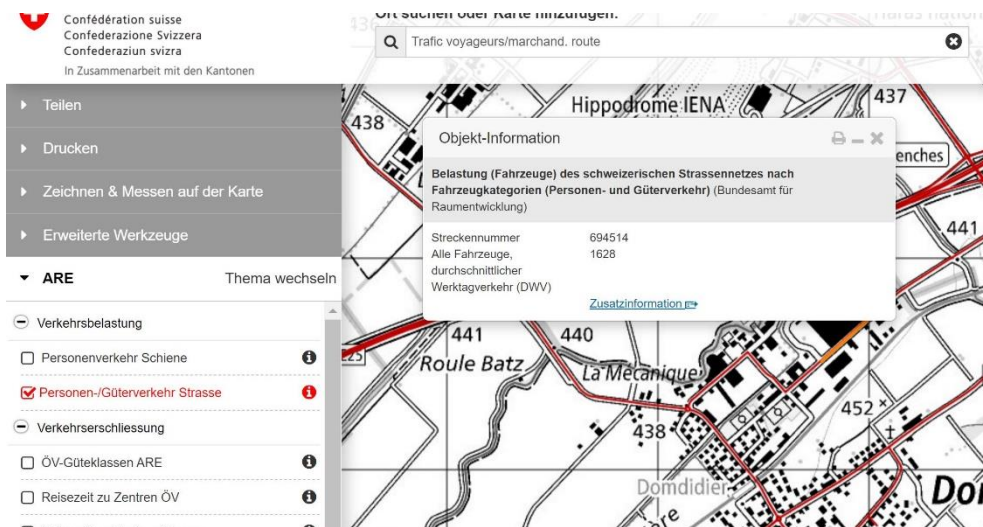 Confédération suisse
Confederazione Svizzera
Confederaziun svizra
In Zusammenarbeit mit den Kantonen
Ort suchen oder Karte hinzufügen:
Trafic voyageurs/marchand. route
Teilen
Drucken
Zeichnen & Messen auf der Karte
Erweiterte Werkzeuge
ARE
Thema wechseln
Verkehrsbelastung
Personenverkehr Schiene
Personen-/Güterverkehr Strasse
Verkehrserschliessung
ÖV-Güteklassen ARE
Reisezeit zu Zentren ÖV
436
Haras nation
Hippodrome IENA
437
438
enches
Objekt-Information
Belastung (Fahrzeuge) des schweizerischen Strassennetzes nach
Fahrzeugkategorien (Personen- und Güterverkehr) (Bundesamt für
Raumentwicklung)
Streckennummer 694514
Alle Fahrzeuge, 1628
durchschnittlicher
Werktagverkehr (DWV)
Zusatzinformation
441
441
440
Roule Batz
La Mécanique
438
452
Domdidier
Do